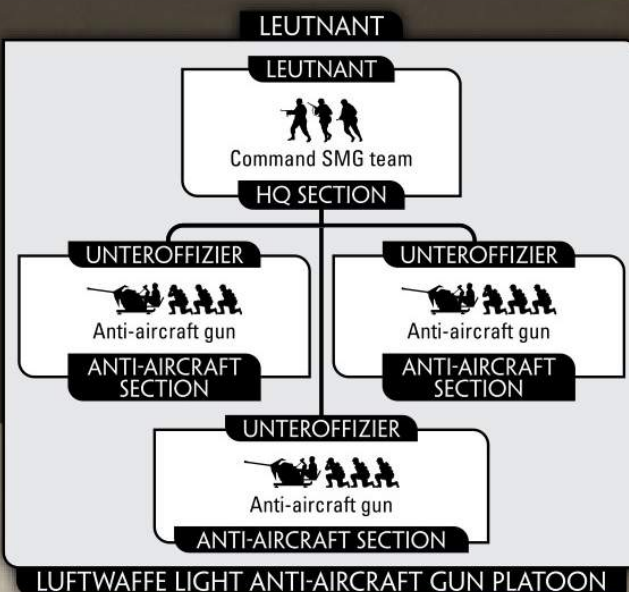 LEUTNANT
LEUTNANT
Command SMG team
HQ SECTION
UNTEROFFIZIER
Anti-aircraft gun
ANTI-AIRCRAFT
SECTION
UNTEROFFIZIER
Anti-aircraft gun
ANTI-AIRCRAFT
SECTION
UNTEROFFIZIER
Anti-aircraft gun
ANTI-AIRCRAFT SECTION
LUFTWAFFE LIGHT ANTI-AIRCRAFT GUN PLATOON